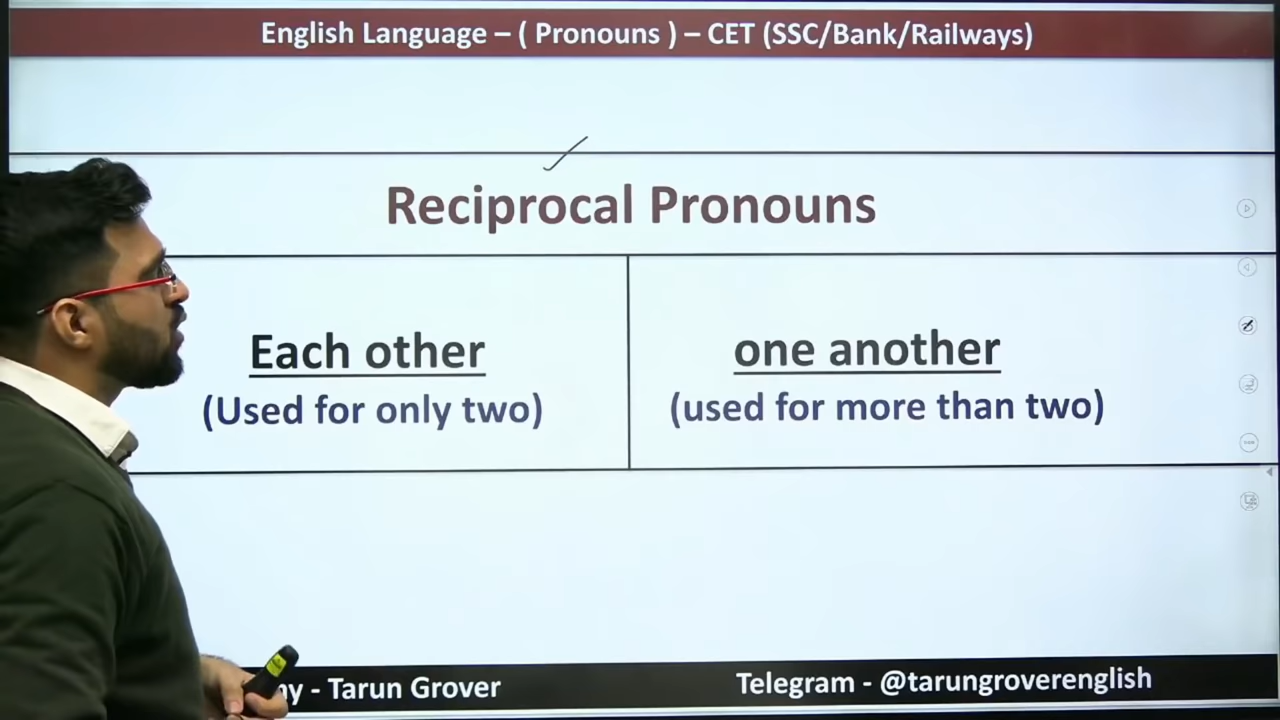 English Language – ( Pronouns ) – CET (SSC/Bank/Railways)
Reciprocal Pronouns
Each other
(Used for only two)
one another
(used for more than two)
- Tarun Grover
Telegram - @tarungroverenglish